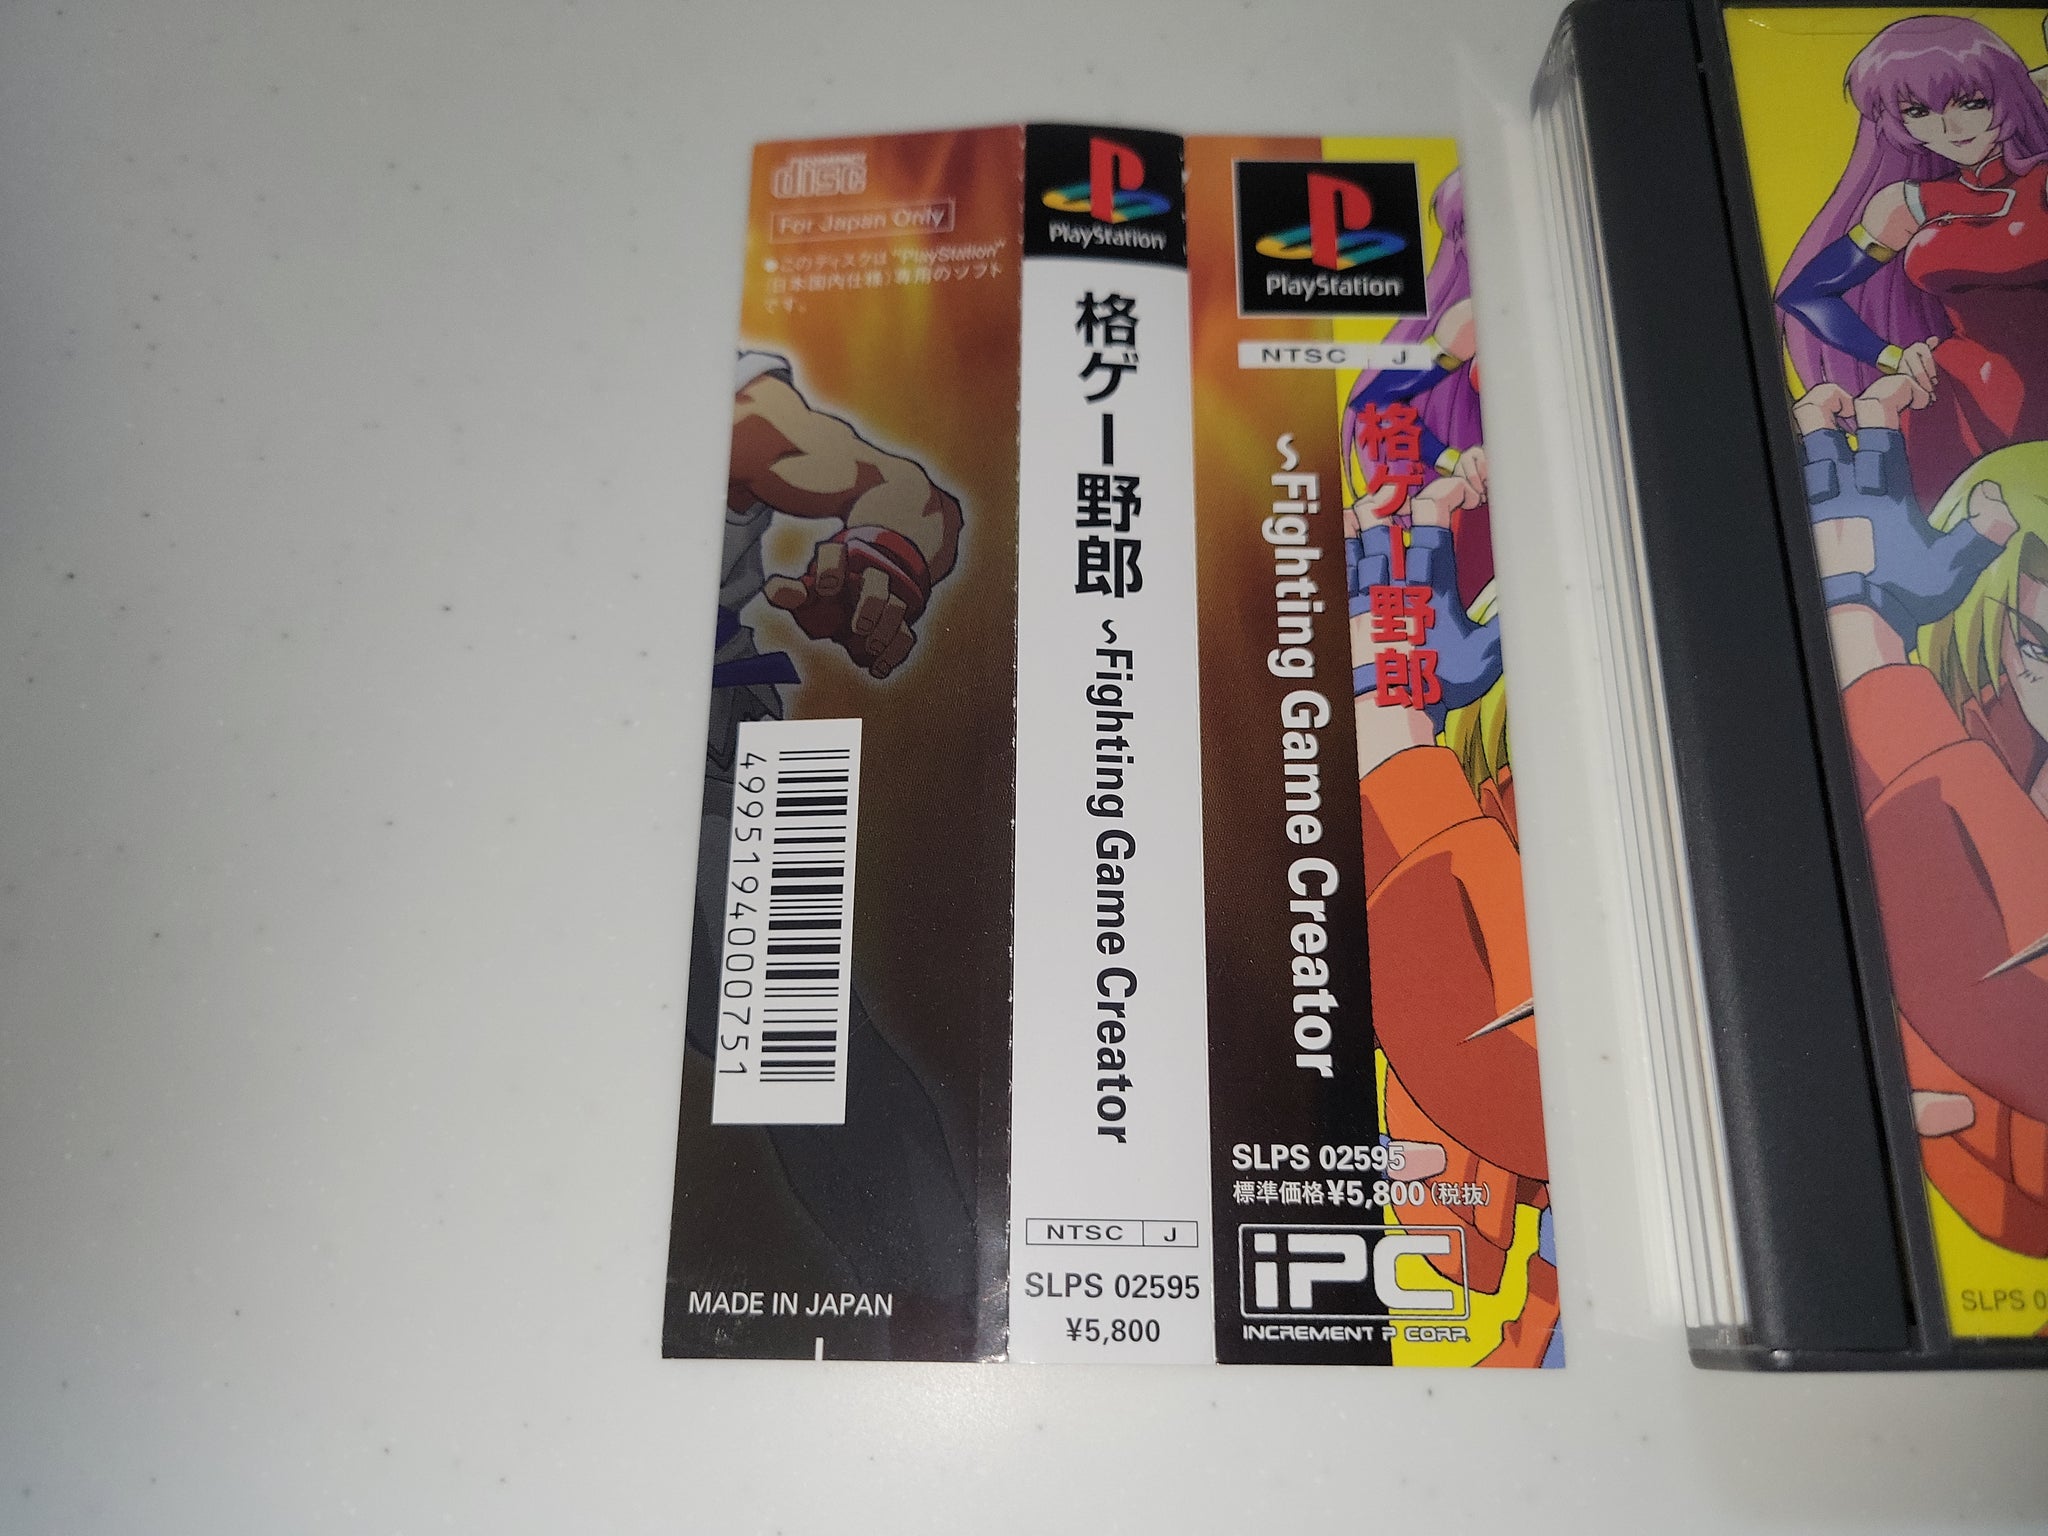 disc
For Japan Only
●このディスクは "PlayStation"
(日本国内仕様)専用のソフト
です。
4995194000751
MADE IN JAPAN
PlayStation
格ゲー野郎 ~Fighting Game Creator
NTSC J
SLPS 02595
¥5,800
PlayStation
NTSC J
格ゲー野郎
~Fighting Game Creator
SLPS 02595
標準価格¥5,800(税抜)
iPC
INCREMENT P CORP.
SLPS 0